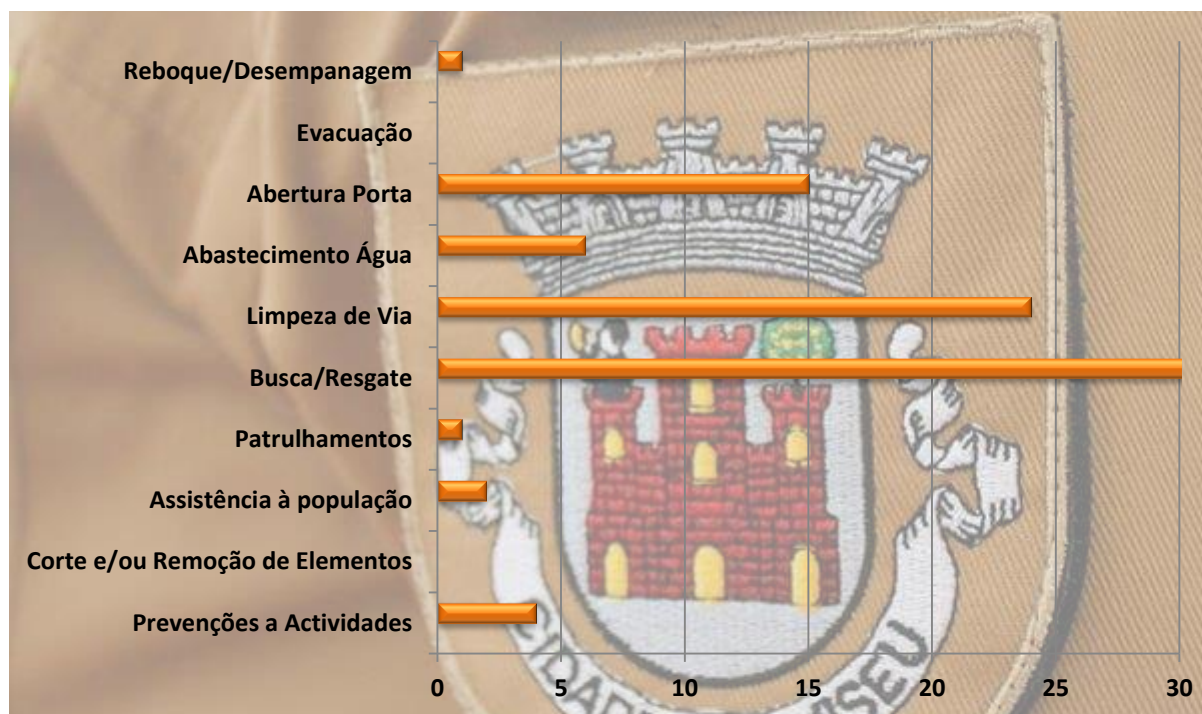 Reboque/Desempanagem
Evacuação
Abertura Porta
Abastecimento Água
Limpeza de Via
Busca/Resgate
Patrulhamentos
Assistência à população
Corte e/ou Remoção de Elementos
Prevenções a Actividades
0 5 10 15 20 25 30